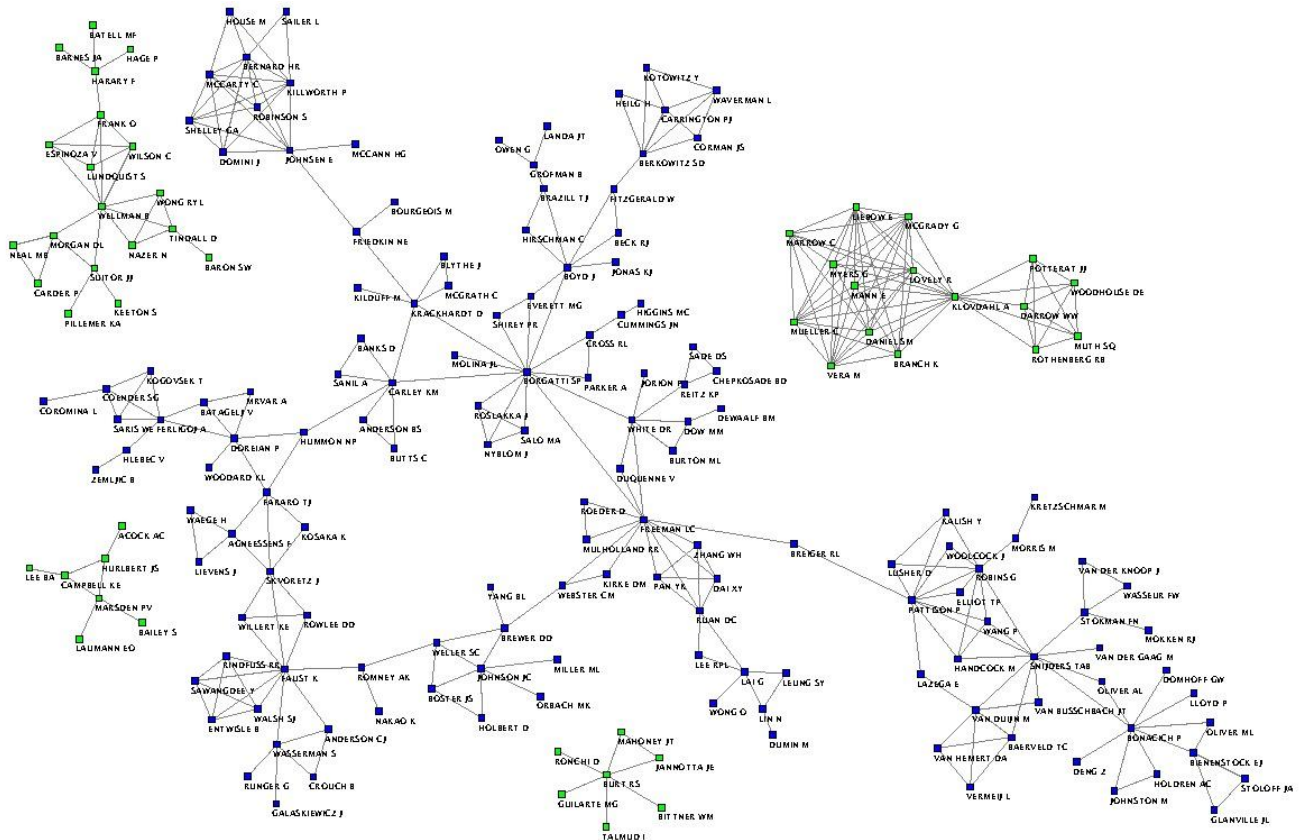 BATELL MF
BARNES JA
HAGE P
HARARY F
FRANK O
ESPINOZA V
WILSON C
LUNDQUIST S
WELLMAN B
WONG RY L
TINDALL D
NAZER N
BARON SW
MORGAN DL
NEAL MB
SUITOR JJ
CARDER P
KEETON S
PILLEMER KA
HOUSE M
SAILER L
BERNARD HR
MCCARTY C
KILLWORTH P
ROBINSON S
SHELLEY GA
DOMINI J
JOHNSEN E
MCCANN HG
BOURGEOIS M
FRIEDKIN NE
BLYTHE J
MCGRATH C
KILDUFF M
KRACKHARDT D
BANKS D
SANIL A
CARLEY KM
ANDERSON BS
BUTTS C
OWEN G
LANDA JT
GROFMAN B
BRAZILL TJ
HIRSCHMAN C
BOYD J
KOTOWITZ Y
HEILG H
WAVERMAN L
CARRINGTON PJ
CORMAN JS
BERKOWITZ SD
FITZGERALD W
BECK RJ
JONAS KJ
EVERETT MG
SHIREY PR
HIGGINS MC
CUMMINGS JN
CROSS RL
MOLINA JL
BORGATTI SP
PARKER A
ROSLAKKA J
SALO MA
NYBLOM J
SADE DS
CHEPKOSADE BD
REITZ KP
WHITE DR
DEWAALF BM
DOW MM
BURTON ML
DUQUENNE V
LIEBOW E
MCGRADY G
MARROW C
MYERS G
LOVELY R
MANN E
KLOVDAHL A
MUELLER C
DANIELS M
BRANCH K
VERA M
POTTERAT JJ
WOODHOUSE DE
DARROW WW
MUTH SQ
ROTHENBERG RB
KOGOVSEK T
COENDER SG
COROMINA L
MRVAR A
BATAGELJ V
SARIS WE
FERLIGOJ A
DOREIAN P
HUMMON NP
HLEBEC V
ZEMLJIC B
WOODARD KL
FARARO TJ
WAEGE H
AGNEESSENS F
KOSAKA K
LIEVENS J
SKVORETZ J
WILLERT KE
ROWLEE DD
RINDFUSS RR
SAWANGDEE Y
FAUST K
WALSH SJ
ENTWISLE B
ROMNEY AK
NAKAO K
ANDERSON CJ
WASSERMAN S
RUNGER G
CROUCH B
GALASKIEWICZ J
ACOCK AC
HURLBERT JS
LEE BA
CAMPBELL KE
MARSDEN PV
BAILEY S
LAUMANN EO
ROEDER D
FREEMAN LC
MULHOLLAND RR
ZHANG WH
BREIGER RL
PAN YR
DAI XY
KIRKE DM
WEBSTER CM
RUAN DC
YANG BL
BREWER DD
WELLER SC
JOHNSON JC
MILLER ML
BOSTER JS
ORBACH MK
HOLBERT D
LEE RPL
LAI G
LEUNG SY
WONG O
LIN N
DUMIN M
MAHONEY JT
RONCHI D
JANNOTTA JE
BURT RS
GUILARTE MG
BITTNER WM
TALMUD I
KRETZSCHMAR M
KALISH Y
MORRIS M
WOOLCOCK J
LUSHER D
ROBINS G
ELLIOT TP
PATTISON P
WANG P
HANDCOCK M
SNIJDERS TAB
VAN DER KNOOP J
WASSEUR FW
STOKMAN FN
MOKKEN RJ
VAN DER GAAG M
LAZEGA E
OLIVER AL
DOMHOFF GW
LLOYD P
VAN BUSSCHBACH JT
VAN DUIJN M
BAERVELD TC
BONACICH P
OLIVER ML
VAN HEMERT DA
BIENENSTOCK EJ
DENG Z
HOLDREN AC
STOLOFF JA
VERMEIJ L
JOHNSTON M
GLANVILLE JL